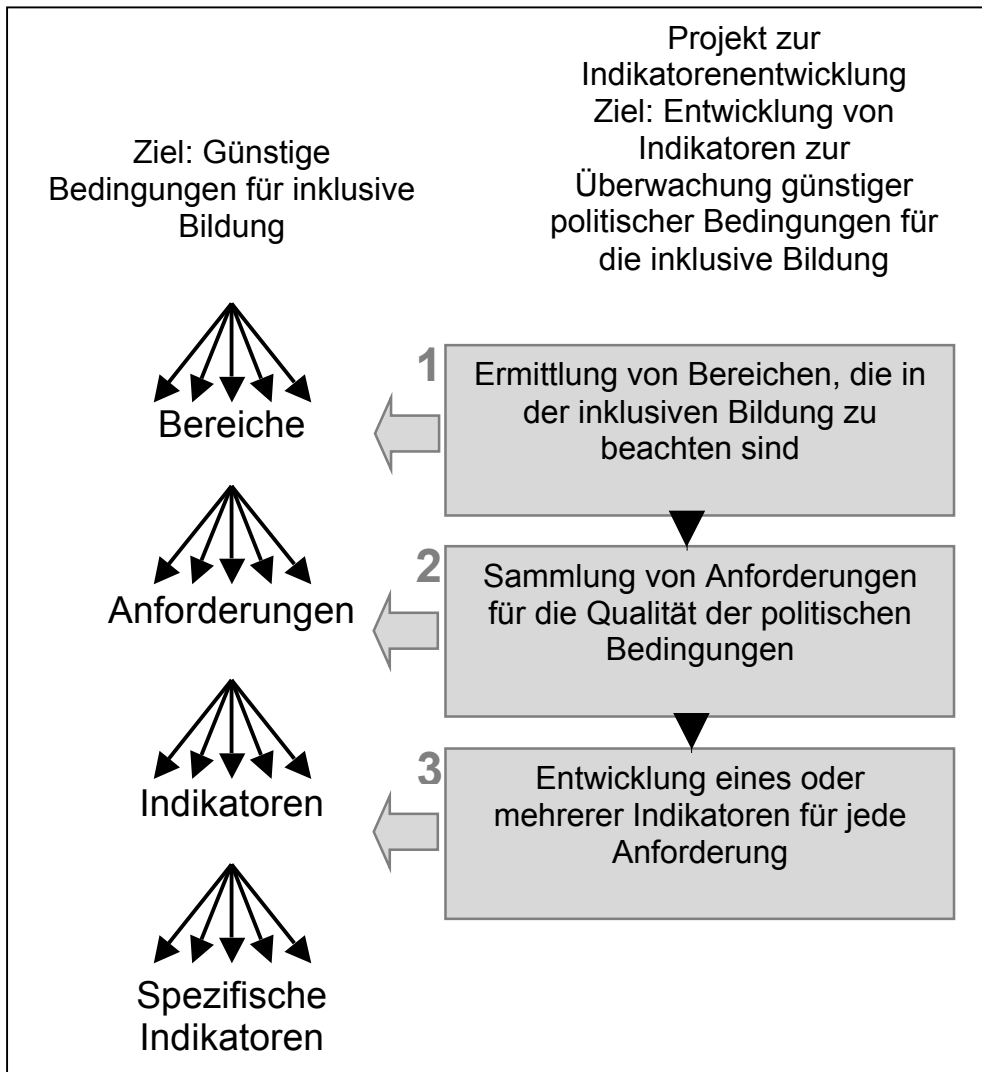 Projekt zur
Indikatorenentwicklung
Ziel: Entwicklung von
Indikatoren zur
Überwachung günstiger
politischer Bedingungen für
die inklusive Bildung
Ziel: Günstige
Bedingungen für inklusive
Bildung
1
Ermittlung von Bereichen, die in
der inklusiven Bildung zu
beachten sind
Bereiche
2
Sammlung von Anforderungen
für die Qualität der politischen
Bedingungen
Anforderungen
3
Entwicklung eines oder
mehrerer Indikatoren für jede
Anforderung
Indikatoren
Spezifische
Indikatoren